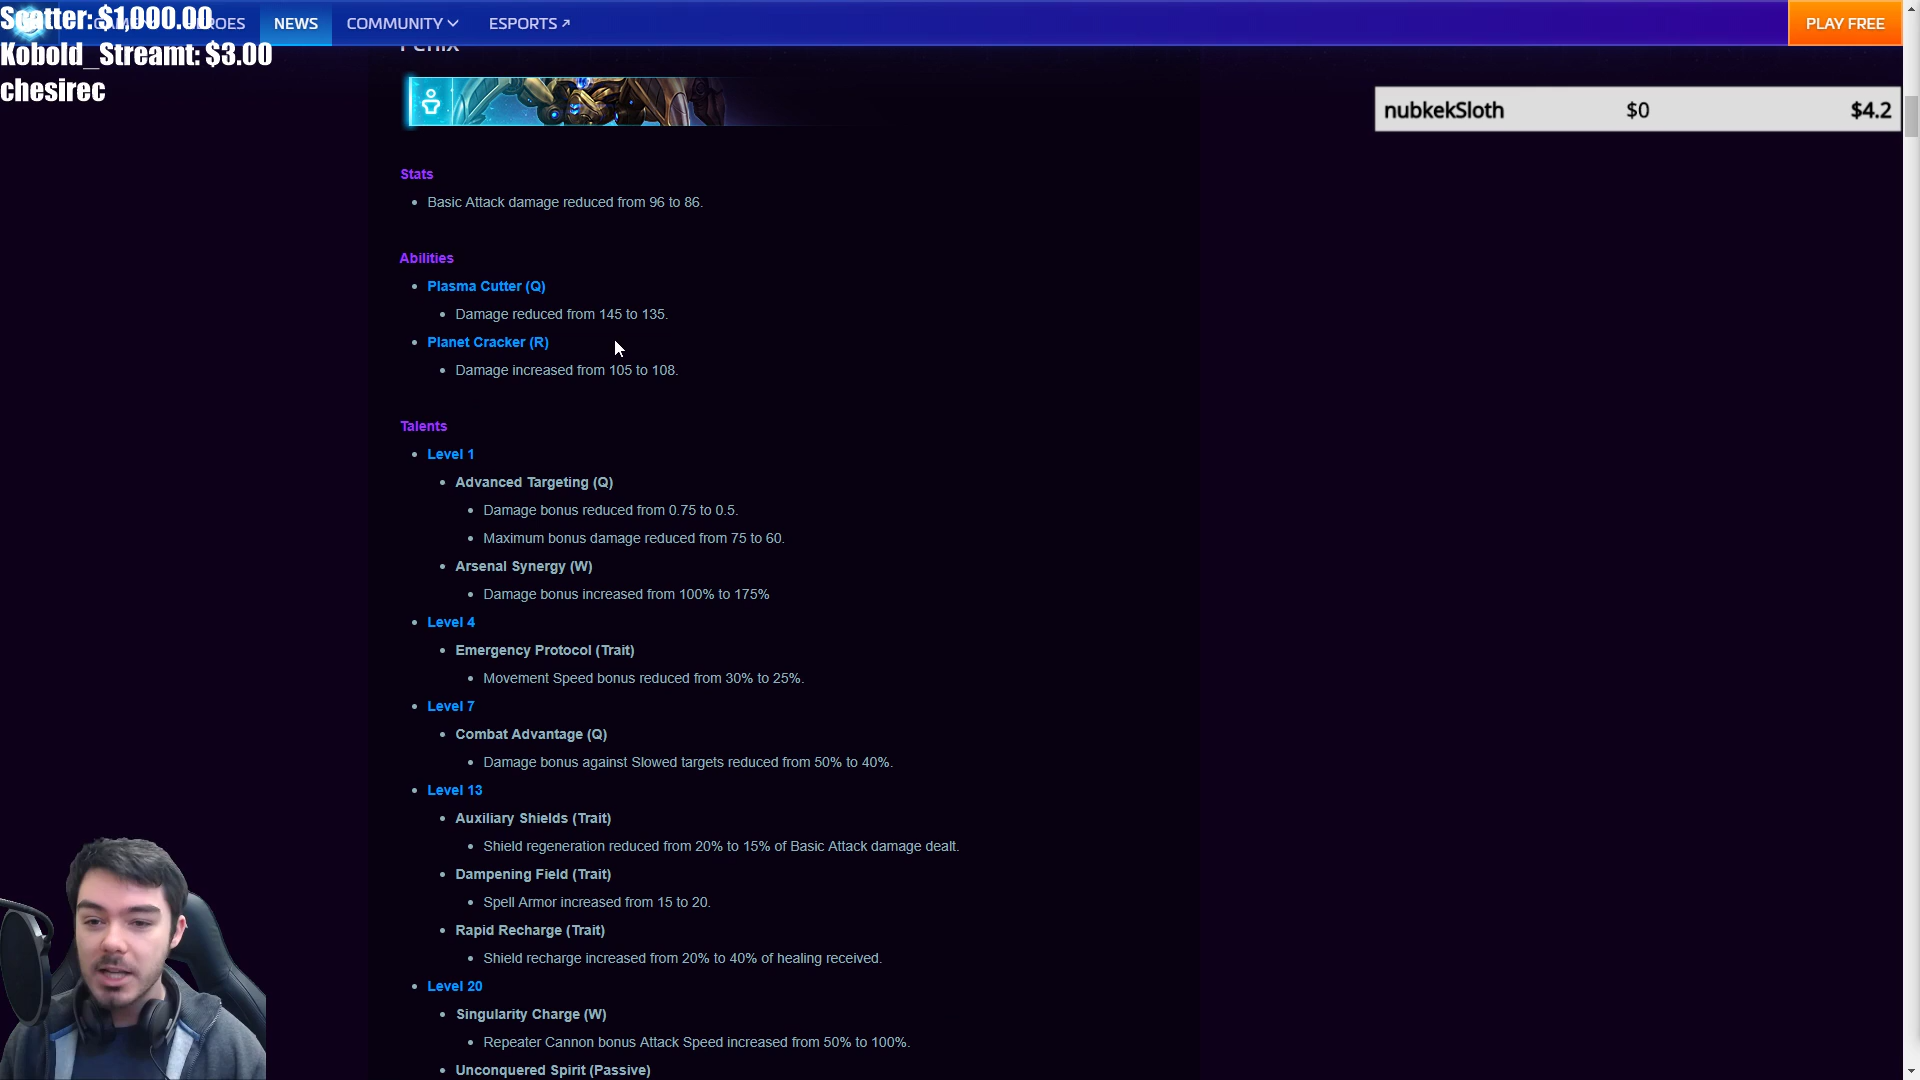 Scatter: $1,000.00
NEWS
COMMUNITY
ESPORTS
PLAY FREE
Kobold_Streamt: $3.00
chesirec
Fenix
nubkekSloth $0 $4.2
Stats
Basic Attack damage reduced from 96 to 86.
Abilities
Plasma Cutter (Q)
Damage reduced from 145 to 135.
Planet Cracker (R)
Damage increased from 105 to 108.
Talents
Level 1
Advanced Targeting (Q)
Damage bonus reduced from 0.75 to 0.5.
Maximum bonus damage reduced from 75 to 60.
Arsenal Synergy (W)
Damage bonus increased from 100% to 175%
Level 4
Emergency Protocol (Trait)
Movement Speed bonus reduced from 30% to 25%.
Level 7
Combat Advantage (Q)
Damage bonus against Slowed targets reduced from 50% to 40%.
Level 13
Auxiliary Shields (Trait)
Shield regeneration reduced from 20% to 15% of Basic Attack damage dealt.
Dampening Field (Trait)
Spell Armor increased from 15 to 20.
Rapid Recharge (Trait)
Shield recharge increased from 20% to 40% of healing received.
Level 20
Singularity Charge (W)
Repeater Cannon bonus Attack Speed increased from 50% to 100%.
Unconquered Spirit (Passive)